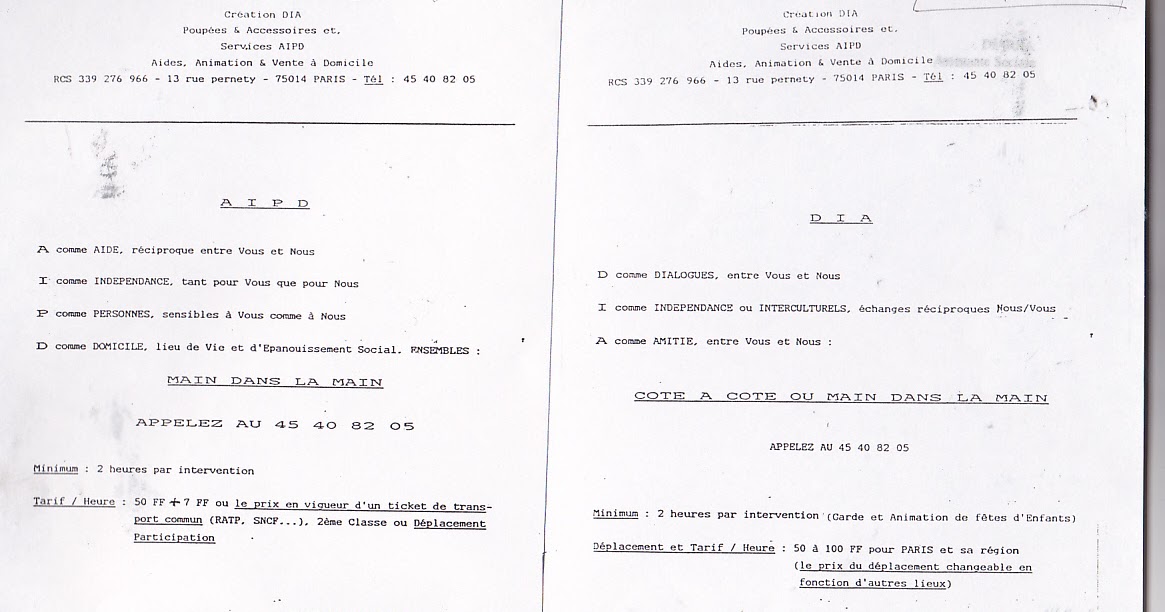 Création DIA
Poupées & Accessoires et,
Services AIPD
Aides, Animation & Vente à Domicile
RCS 339 276 966 - 13 rue pernety - 75014 PARIS - Tél : 45 40 82 05
A I P D
A comme AIDE, réciproque entre Vous et Nous
I comme INDEPENDANCE, tant pour Vous que pour Nous
P comme PERSONNES, sensibles à Vous comme à Nous
D comme DOMICILE, lieu de Vie et d'Epanouissement Social. ENSEMBLES :
MAIN DANS LA MAIN
APPELEZ AU 45 40 82 05
Minimum : 2 heures par intervention
Tarif / Heure : 50 FF + 7 FF ou le prix en vigueur d'un ticket de trans-
port commun (RATP, SNCF...), 2ème Classe ou Déplacement
Participation
Création DIA
Poupées & Accessoires et,
Services AIPD
Aides, Animation & Vente à Domicile
RCS 339 276 966 - 13 rue pernety - 75014 PARIS - Tél : 45 40 82 05
D I A
D comme DIALOGUES, entre Vous et Nous
I comme INDEPENDANCE ou INTERCULTURELS, échanges réciproques Nous/Vous
A comme AMITIE, entre Vous et Nous :
COTE A COTE OU MAIN DANS LA MAIN
APPELEZ AU 45 40 82 05
Minimum : 2 heures par intervention (Garde et Animation de fêtes d'Enfants)
Déplacement et Tarif / Heure : 50 à 100 FF pour PARIS et sa région
(le prix du déplacement changeable en
fonction d'autres lieux)